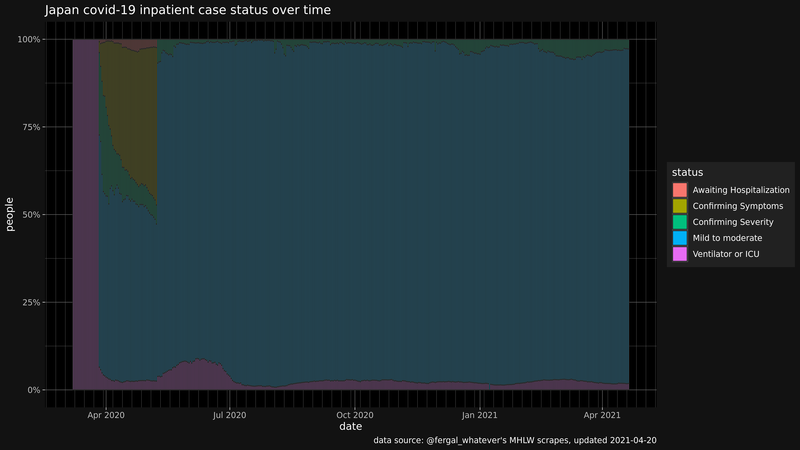 Japan covid-19 inpatient case status over time
100%
75%
50%
25%
0%
people
Apr 2020
Jul 2020
Oct 2020
Jan 2021
Apr 2021
date
status
Awaiting Hospitalization
Confirming Symptoms
Confirming Severity
Mild to moderate
Ventilator or ICU
data source: @fergal_whatever's MHLW scrapes, updated 2021-04-20